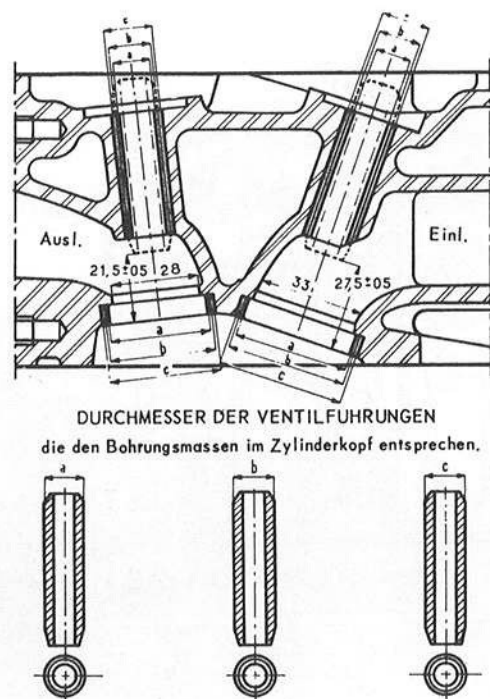 c
b
a
c
b
a
Ausl.
Einl.
21,5±05 28
33,
27,5±05
a
b
c
a
b
c
DURCHMESSER DER VENTILFUHRUNGEN
die den Bohrungsmassen im Zylinderkopf entsprechen.
a b c